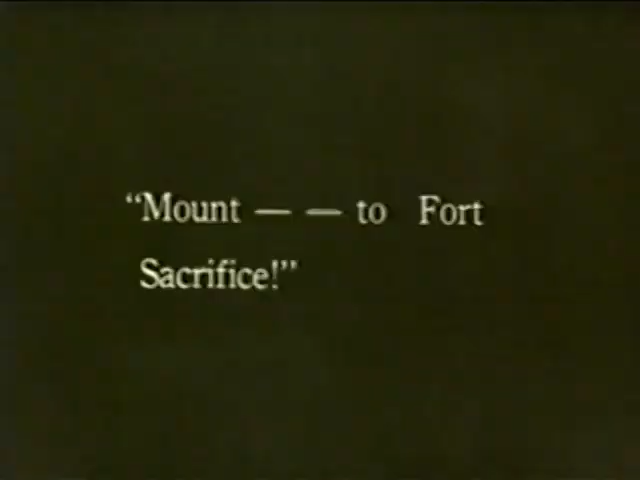 “Mount — — to Fort
Sacrifice!”